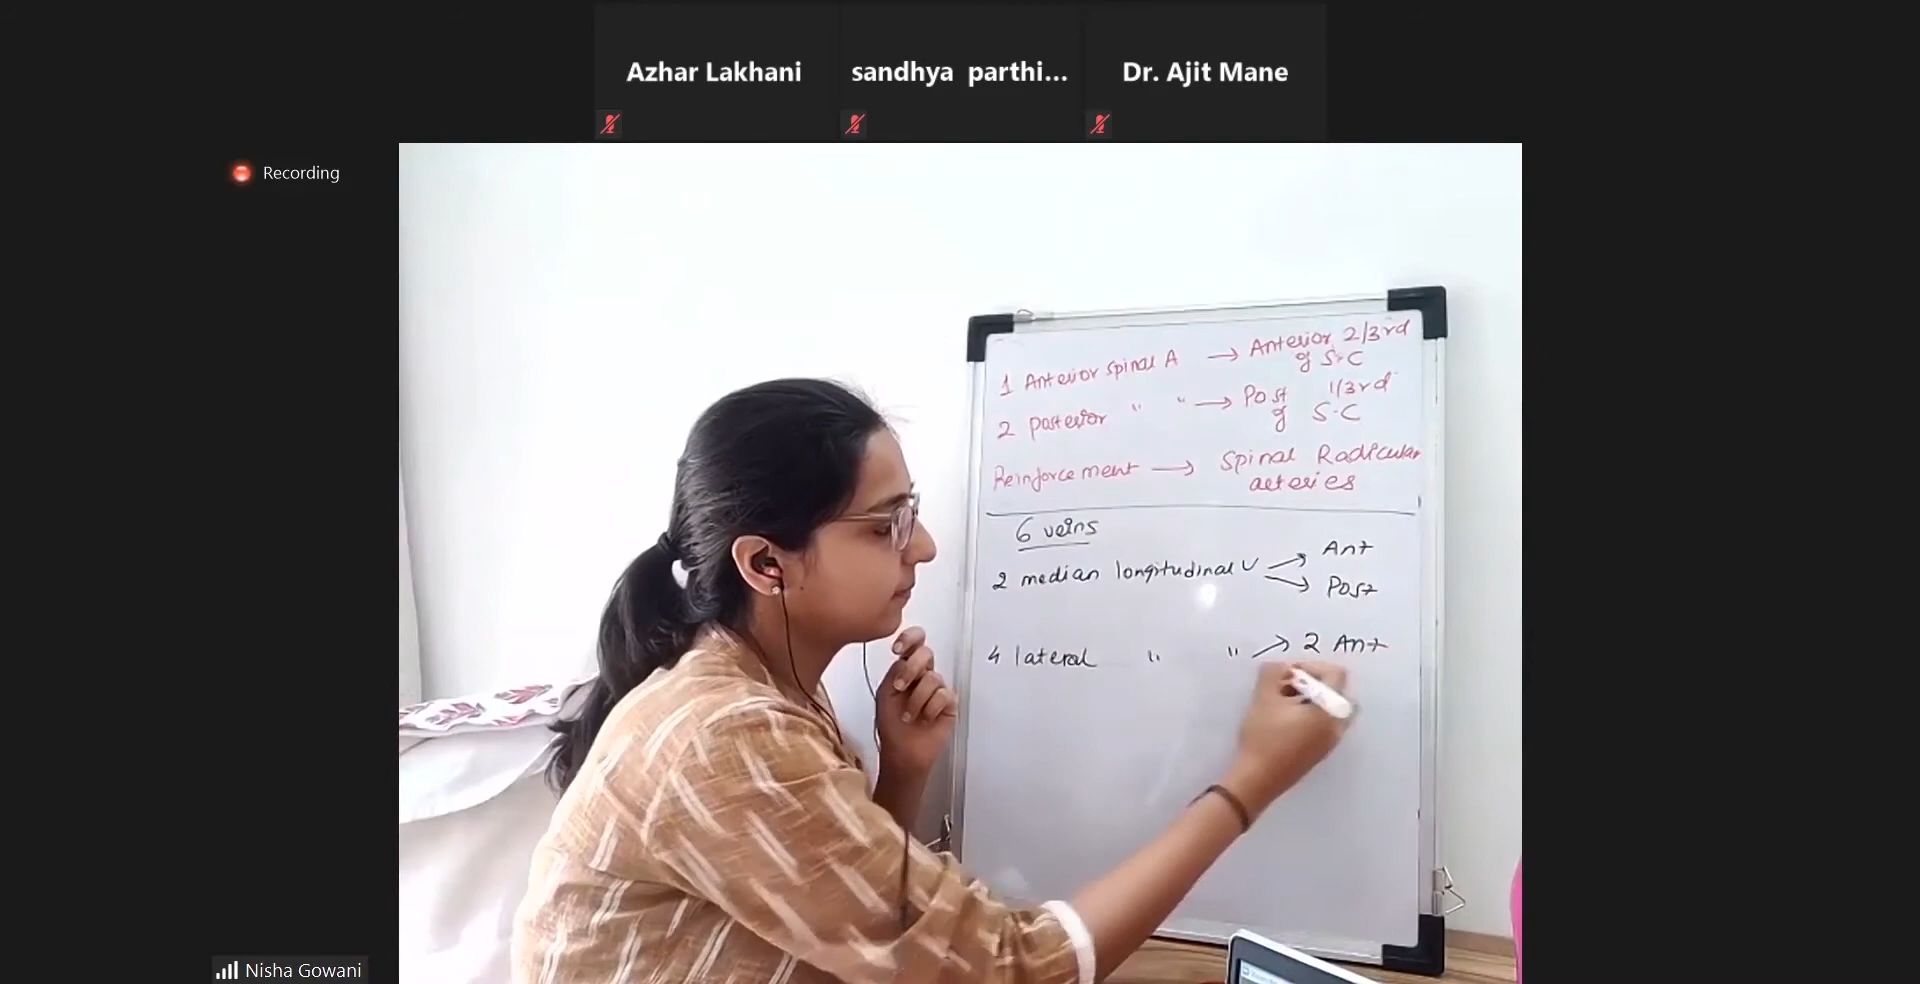 Azhar Lakhani
sandhya parthi...
Dr. Ajit Mane
Recording
1 Anterior spinal A → Anterior 2/3rd
of S.C
2 posterior " " → Post 1/3rd
of S.C
Reinforcement → Spinal Radicular
arteries
6 veins
2 median longitudinal V → Ant
→ Post
4 lateral " " → 2 Ant
Nisha Gowani